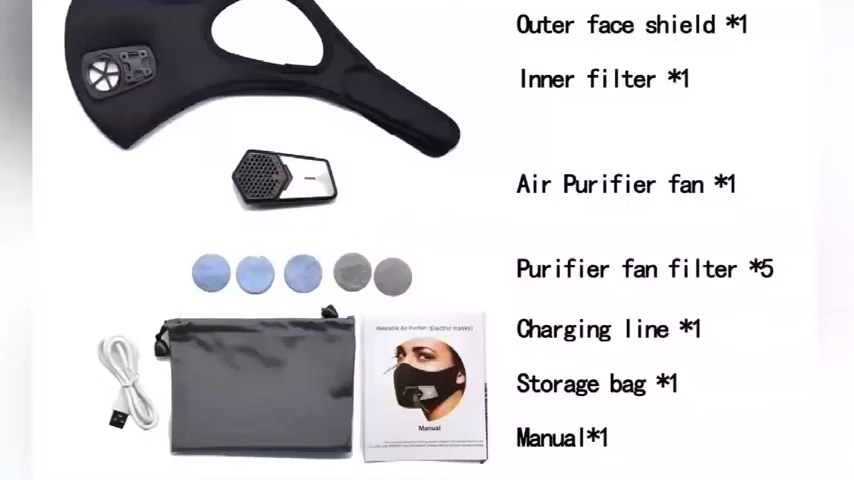 Outer face shield *1
Inner filter *1
Air Purifier fan *1
Purifier fan filter *5
Charging line *1
Storage bag *1
Weeable Air Purifier (Electric masks)
Manual
Manual*1